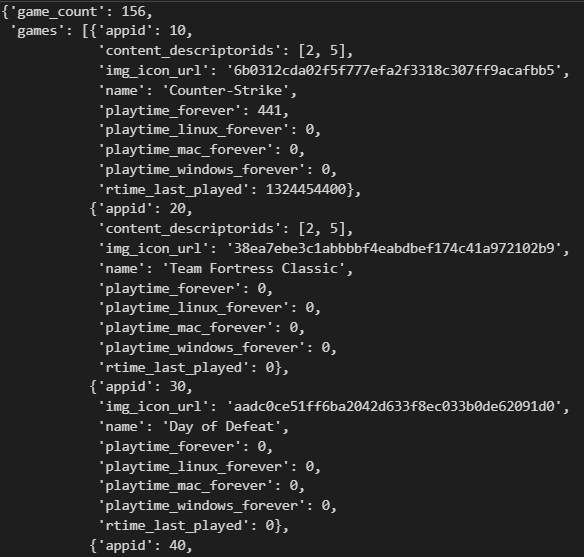 {'game_count': 156,
'games': [{'appid': 10,
'content_descriptorids': [2, 5],
'img_icon_url': '6b0312cda02f5f777efa2f3318c307ff9acafbb5',
'name': 'Counter-Strike',
'playtime_forever': 441,
'playtime_linux_forever': 0,
'playtime_mac_forever': 0,
'playtime_windows_forever': 0,
'rtime_last_played': 1324454400},
{'appid': 20,
'content_descriptorids': [2, 5],
'img_icon_url': '38ea7ebe3c1abbbbf4eabdbef174c41a972102b9',
'name': 'Team Fortress Classic',
'playtime_forever': 0,
'playtime_linux_forever': 0,
'playtime_mac_forever': 0,
'playtime_windows_forever': 0,
'rtime_last_played': 0},
{'appid': 30,
'img_icon_url': 'aadc0ce51ff6ba2042d633f8ec033b0de62091d0',
'name': 'Day of Defeat',
'playtime_forever': 0,
'playtime_linux_forever': 0,
'playtime_mac_forever': 0,
'playtime_windows_forever': 0,
'rtime_last_played': 0},
{'appid': 40,